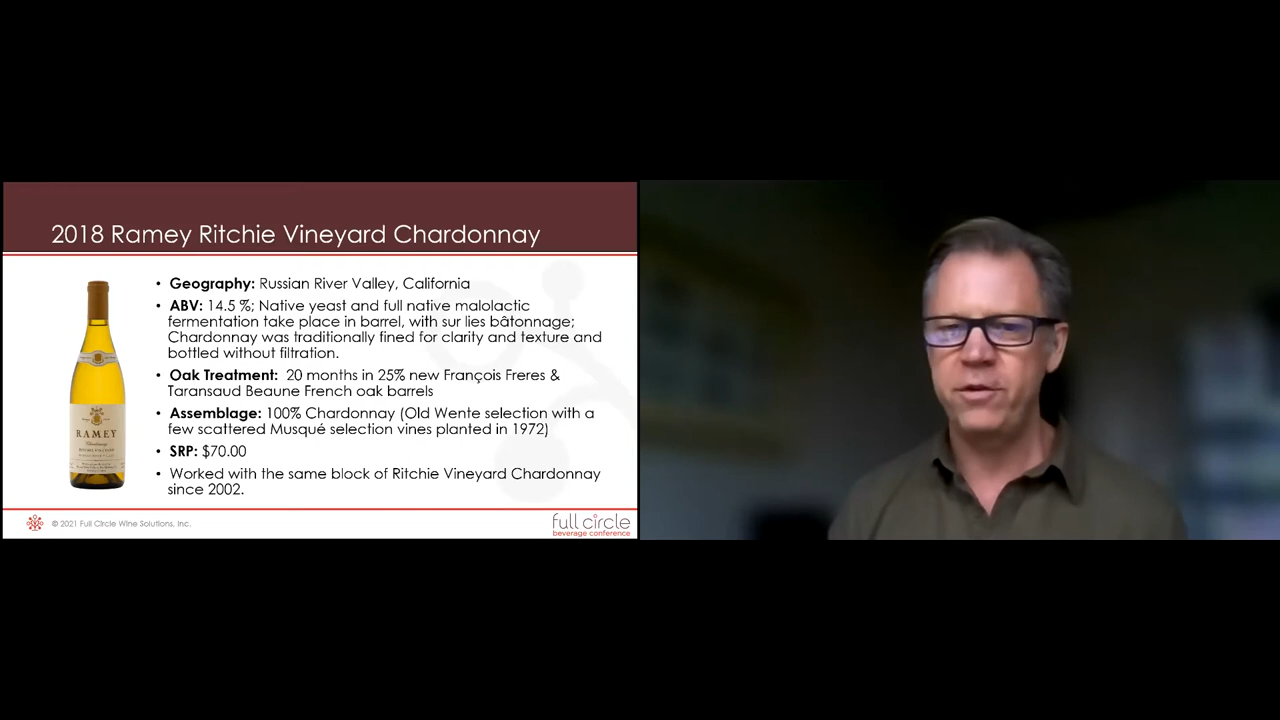 2018 Ramey Ritchie Vineyard Chardonnay
• Geography: Russian River Valley, California
• ABV: 14.5 %; Native yeast and full native malolactic
fermentation take place in barrel, with sur lies bâtonnage;
Chardonnay was traditionally fined for clarity and texture and
bottled without filtration.
• Oak Treatment: 20 months in 25% new François Freres &
Taransaud Beaune French oak barrels
• Assemblage: 100% Chardonnay (Old Wente selection with a
few scattered Musqué selection vines planted in 1972)
• SRP: $70.00
• Worked with the same block of Ritchie Vineyard Chardonnay
since 2002.
RAMEY
Chardonnay
RITCHIE VINEYARD
© 2021 Full Circle Wine Solutions, Inc.
full circle
beverage conference